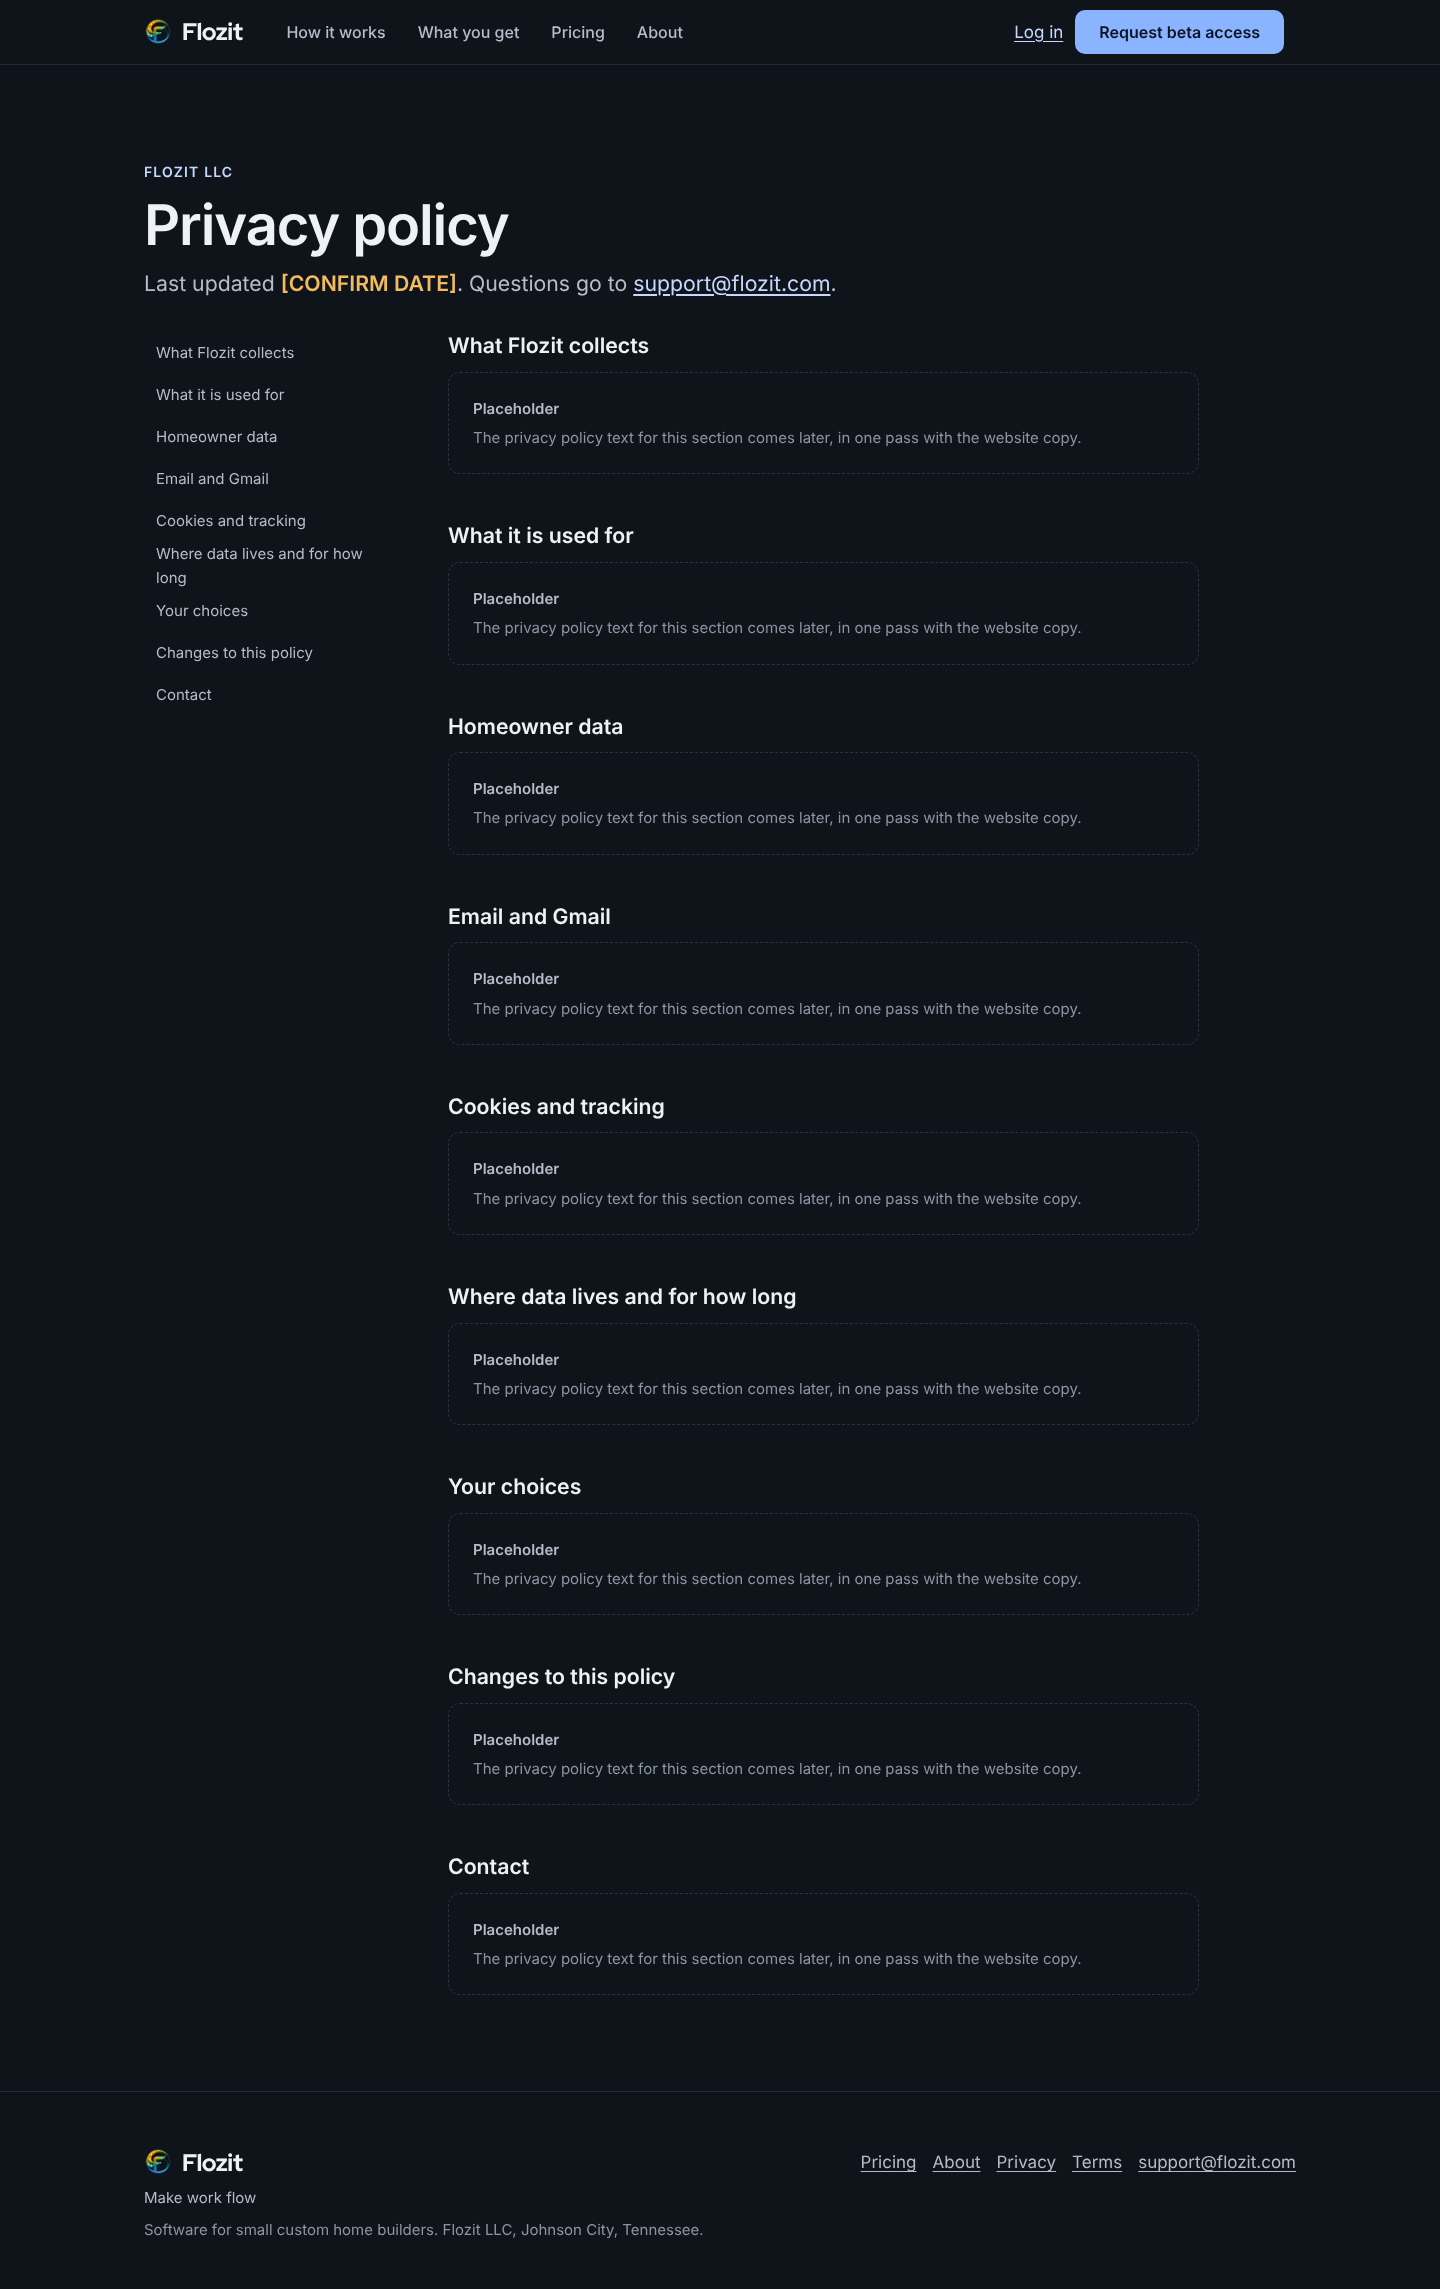 Flozit
How it works
What you get
Pricing
About
Log in
Request beta access
FLOZIT LLC
Privacy policy
Last updated [CONFIRM DATE]. Questions go to support@flozit.com.
What Flozit collects
What it is used for
Homeowner data
Email and Gmail
Cookies and tracking
Where data lives and for how
long
Your choices
Changes to this policy
Contact
What Flozit collects
Placeholder
The privacy policy text for this section comes later, in one pass with the website copy.
What it is used for
Placeholder
The privacy policy text for this section comes later, in one pass with the website copy.
Homeowner data
Placeholder
The privacy policy text for this section comes later, in one pass with the website copy.
Email and Gmail
Placeholder
The privacy policy text for this section comes later, in one pass with the website copy.
Cookies and tracking
Placeholder
The privacy policy text for this section comes later, in one pass with the website copy.
Where data lives and for how long
Placeholder
The privacy policy text for this section comes later, in one pass with the website copy.
Your choices
Placeholder
The privacy policy text for this section comes later, in one pass with the website copy.
Changes to this policy
Placeholder
The privacy policy text for this section comes later, in one pass with the website copy.
Contact
Placeholder
The privacy policy text for this section comes later, in one pass with the website copy.
Flozit
Make work flow
Software for small custom home builders. Flozit LLC, Johnson City, Tennessee.
Pricing
About
Privacy
Terms
support@flozit.com